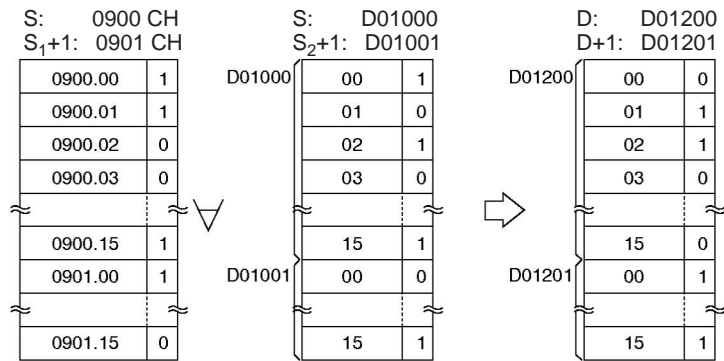 S: 0900 CH
S1+1: 0901 CH
0900.00 1
0900.01 1
0900.02 0
0900.03 0
0900.15 1
0901.00 1
0901.15 0
S: D01000
S2+1: D01001
D01000 00 1
01 0
02 1
03 0
15 1
D01001 00 0
15 1
D: D01200
D+1: D01201
D01200 00 0
01 1
02 1
03 0
15 0
D01201 00 1
15 1